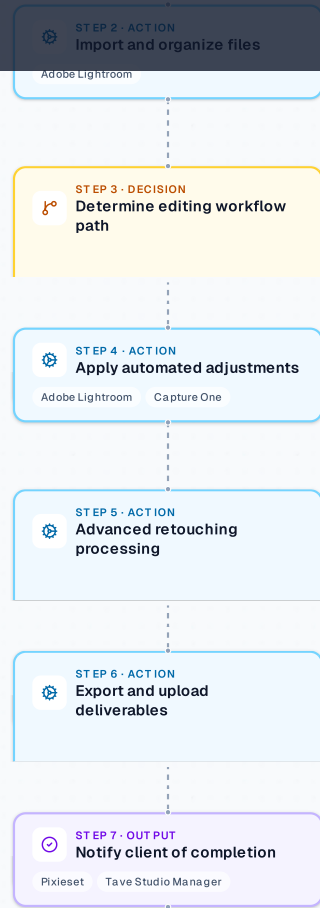 STEP 2 · ACTION
Import and organize files
Adobe Lightroom
STEP 3 · DECISION
Determine editing workflow
path
STEP 4 · ACTION
Apply automated adjustments
Adobe Lightroom
Capture One
STEP 5 · ACTION
Advanced retouching
processing
STEP 6 · ACTION
Export and upload
deliverables
STEP 7 · OUTPUT
Notify client of completion
Pixieset
Tave Studio Manager